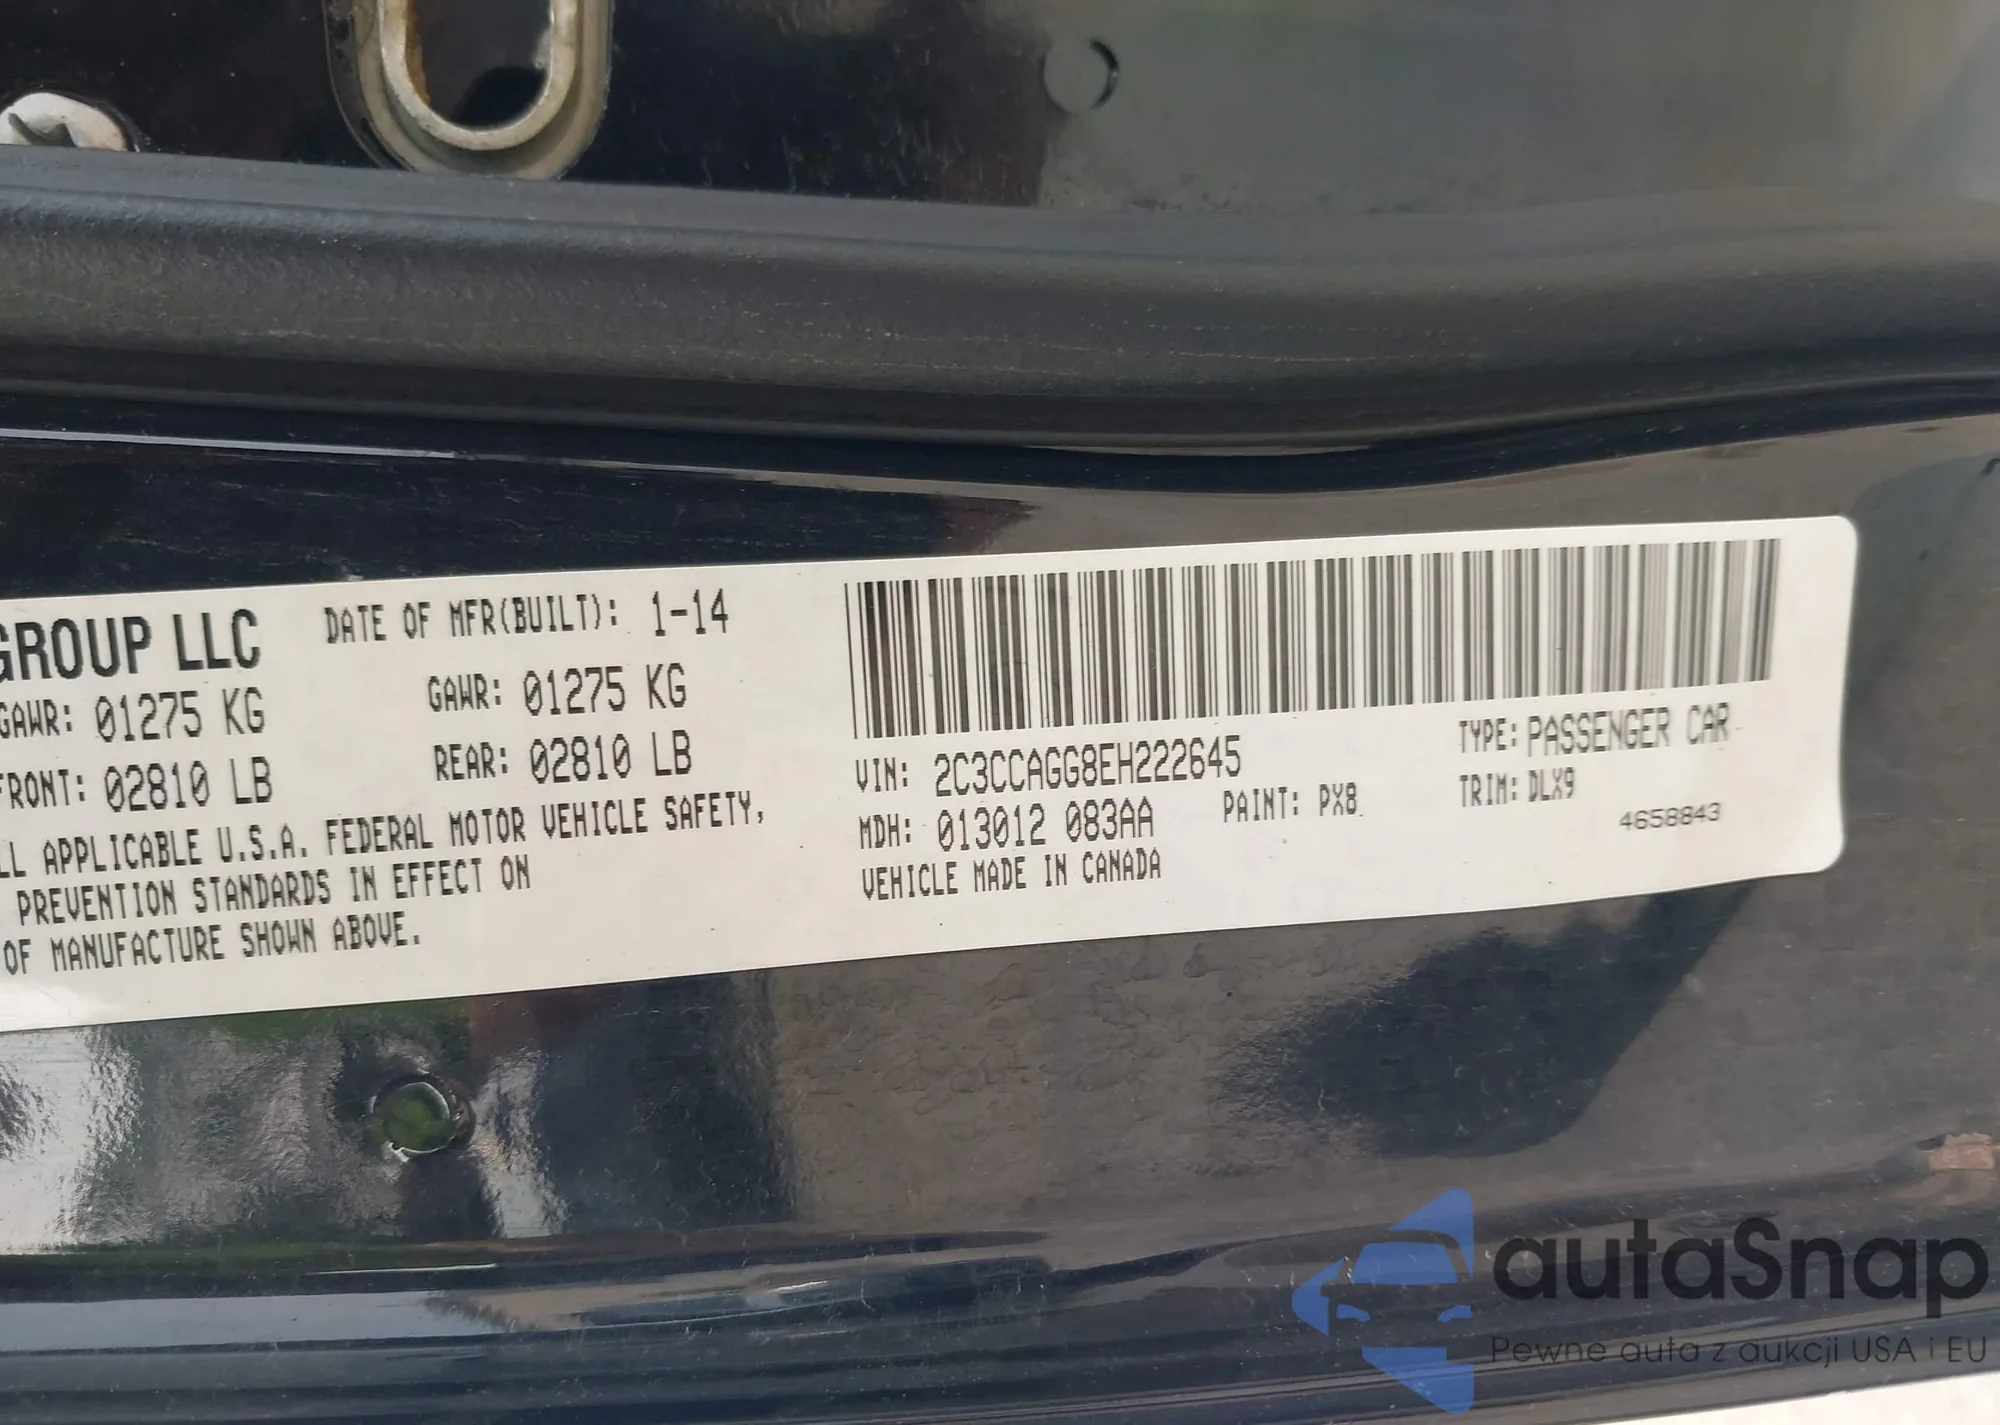 GROUP LLC
DATE OF MFR(BUILT): 1-14
GAWR: 01275 KG
GAWR: 01275 KG
FRONT: 02810 LB
REAR: 02810 LB
LL APPLICABLE U.S.A. FEDERAL MOTOR VEHICLE SAFETY,
PREVENTION STANDARDS IN EFFECT ON
OF MANUFACTURE SHOWN ABOVE.
VIN: 2C3CCAGG8EH222645
TYPE: PASSENGER CAR
MDH: 013012 083AA
PAINT: PX8
TRIM: DLX9
VEHICLE MADE IN CANADA
4658843
autaSnap
Pewne auta z aukcji USA i EU